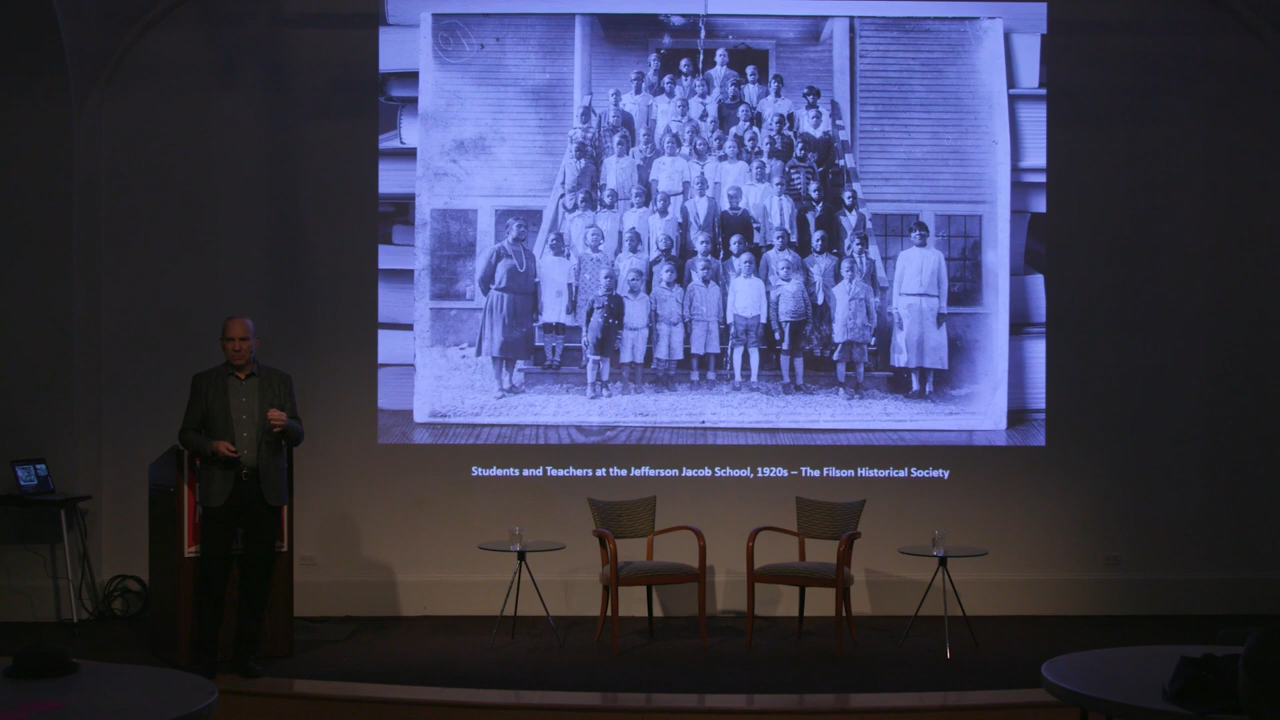 Students and Teachers at the Jefferson Jacob School, 1920s – The Filson Historical Society